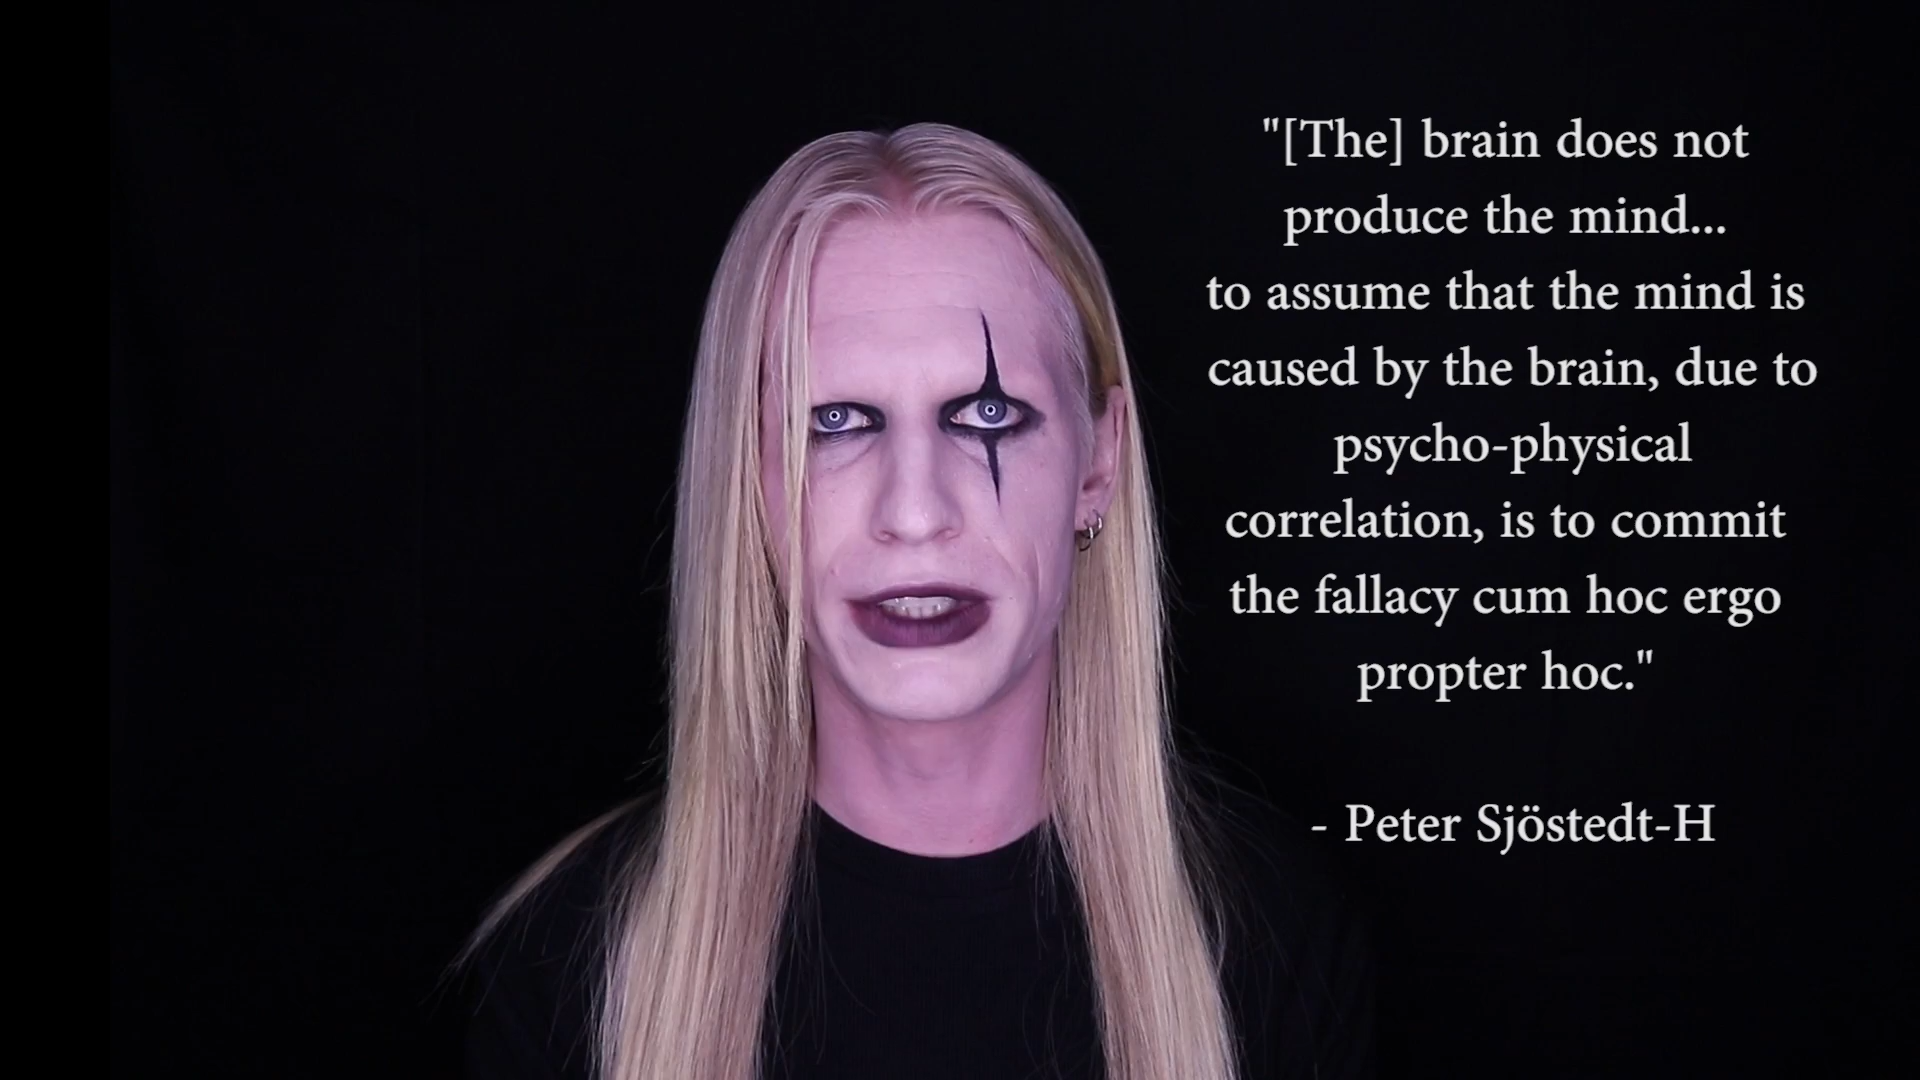 "[The] brain does not
produce the mind...
to assume that the mind is
caused by the brain, due to
psycho-physical
correlation, is to commit
the fallacy cum hoc ergo
propter hoc."
- Peter Sjöstedt-H